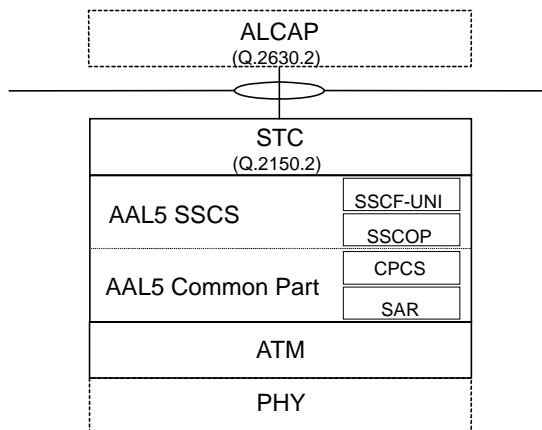 ALCAP
(Q.2630.2)
STC
(Q.2150.2)
AAL5 SSCS
SSCF-UNI
SSCOP
AAL5 Common Part
CPCS
SAR
ATM
PHY